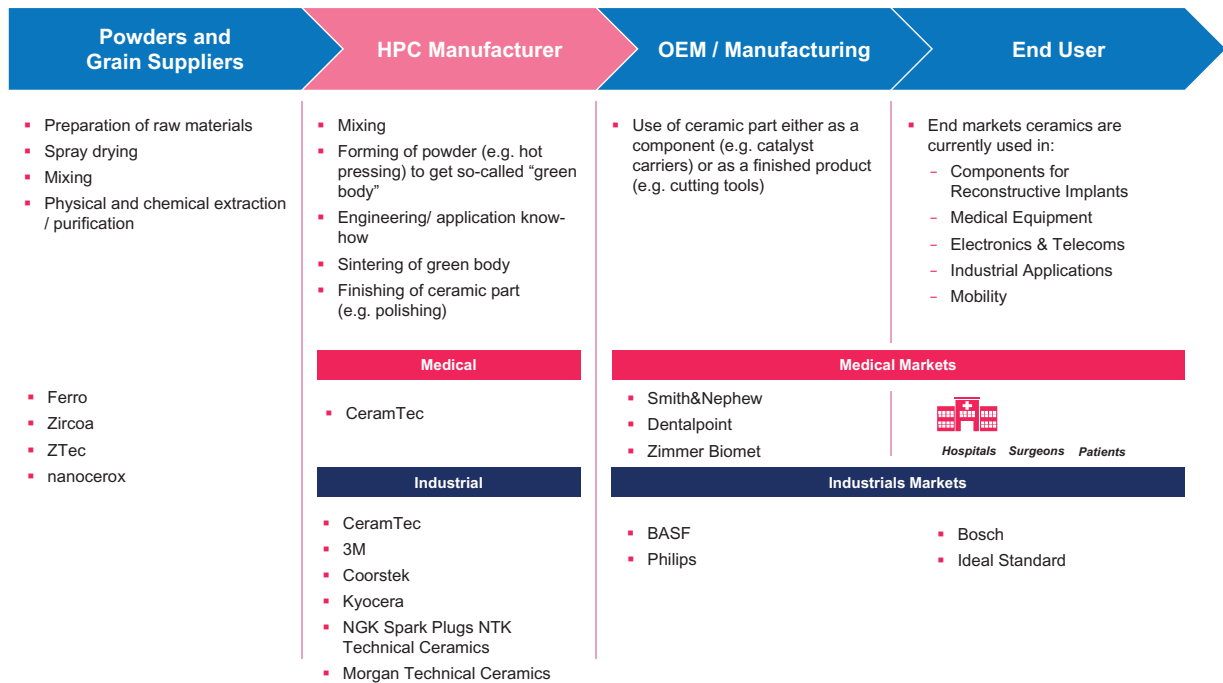 Powders and
Grain Suppliers
HPC Manufacturer
OEM / Manufacturing
End User
▪ Preparation of raw materials
▪ Spray drying
▪ Mixing
▪ Physical and chemical extraction
/ purification
▪ Mixing
▪ Forming of powder (e.g. hot
pressing) to get so-called “green
body”
▪ Engineering/ application know-
how
▪ Sintering of green body
▪ Finishing of ceramic part
(e.g. polishing)
▪ Use of ceramic part either as a
component (e.g. catalyst
carriers) or as a finished product
(e.g. cutting tools)
▪ End markets ceramics are
currently used in:
– Components for
Reconstructive Implants
– Medical Equipment
– Electronics & Telecoms
– Industrial Applications
– Mobility
▪ Ferro
▪ Zircoa
▪ ZTec
▪ nanocerox
Medical
▪ CeramTec
Medical Markets
▪ Smith&Nephew
▪ Dentalpoint
▪ Zimmer Biomet
Hospitals Surgeons Patients
Industrial
▪ CeramTec
▪ 3M
▪ Coorstek
▪ Kyocera
▪ NGK Spark Plugs NTK
Technical Ceramics
▪ Morgan Technical Ceramics
Industrials Markets
▪ BASF
▪ Philips
▪ Bosch
▪ Ideal Standard